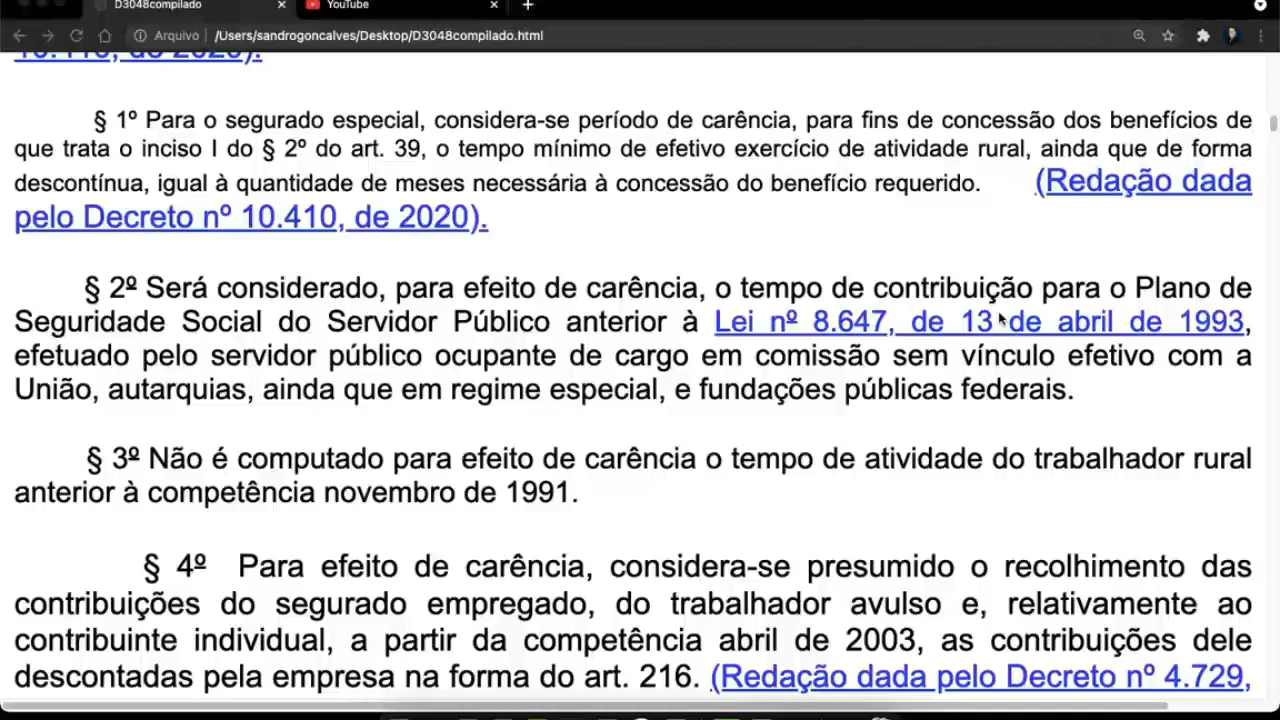 D3048compilado
YouTube
Arquivo /Users/sandrogoncalves/Desktop/D3048compilado.html
10.410, de 2020).
§ 1º Para o segurado especial, considera-se período de carência, para fins de concessão dos benefícios de
que trata o inciso I do § 2º do art. 39, o tempo mínimo de efetivo exercício de atividade rural, ainda que de forma
descontínua, igual à quantidade de meses necessária à concessão do benefício requerido. (Redação dada
pelo Decreto nº 10.410, de 2020).
§ 2º Será considerado, para efeito de carência, o tempo de contribuição para o Plano de
Seguridade Social do Servidor Público anterior à Lei nº 8.647, de 13 de abril de 1993,
efetuado pelo servidor público ocupante de cargo em comissão sem vínculo efetivo com a
União, autarquias, ainda que em regime especial, e fundações públicas federais.
§ 3º Não é computado para efeito de carência o tempo de atividade do trabalhador rural
anterior à competência novembro de 1991.
§ 4º Para efeito de carência, considera-se presumido o recolhimento das
contribuições do segurado empregado, do trabalhador avulso e, relativamente ao
contribuinte individual, a partir da competência abril de 2003, as contribuições dele
descontadas pela empresa na forma do art. 216. (Redação dada pelo Decreto nº 4.729,